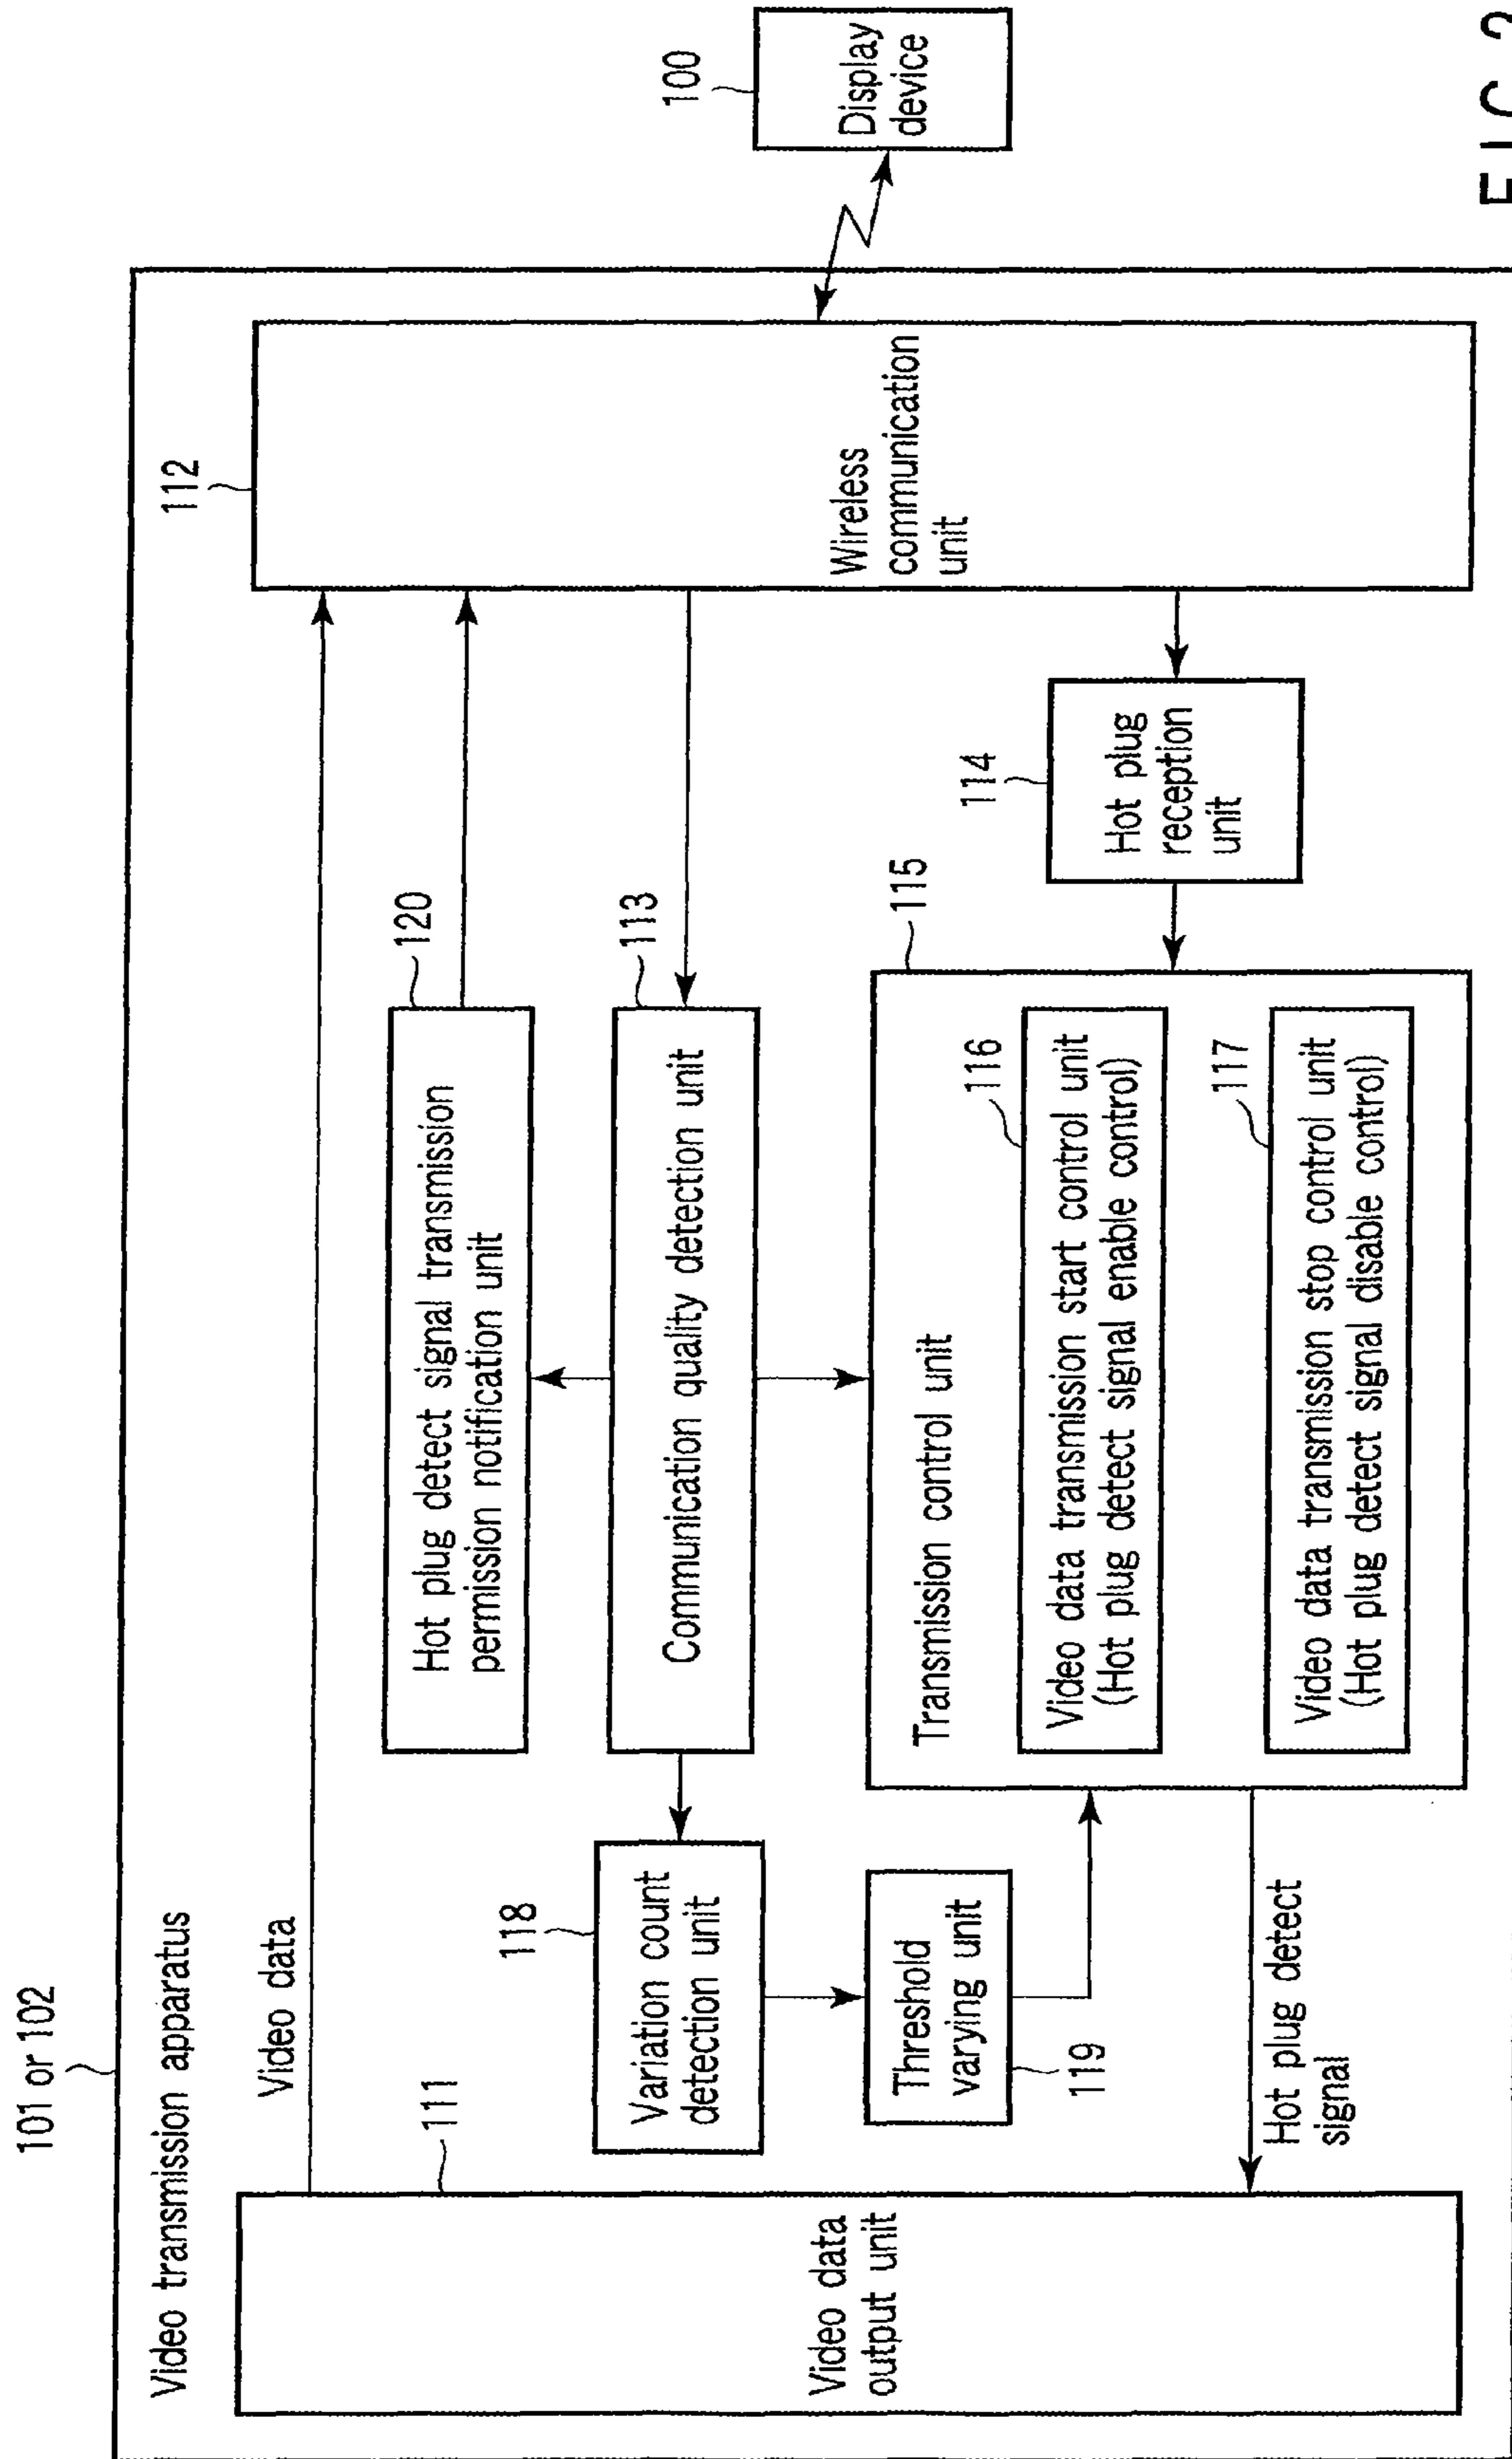 101 or 102
Video transmission apparatus
Video data
111
Video data
output unit
118
Variation count
detection unit
Threshold
varying unit
119
Hot plug detect
signal
120
Hot plug detect signal transmission
permission notification unit
113
Communication quality detection unit
115
Transmission control unit
116
Video data transmission start control unit
(Hot plug detect signal enable control)
117
Video data transmission stop control unit
(Hot plug detect signal disable control)
114
Hot plug
reception
unit
112
Wireless
communication
unit
100
Display
device